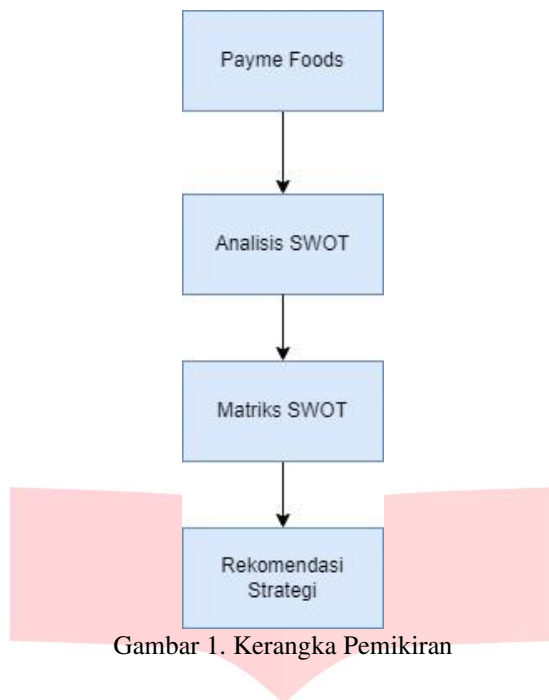 Payme Foods
Analisis SWOT
Matriks SWOT
Rekomendasi
Strategi
Gambar 1. Kerangka Pemikiran